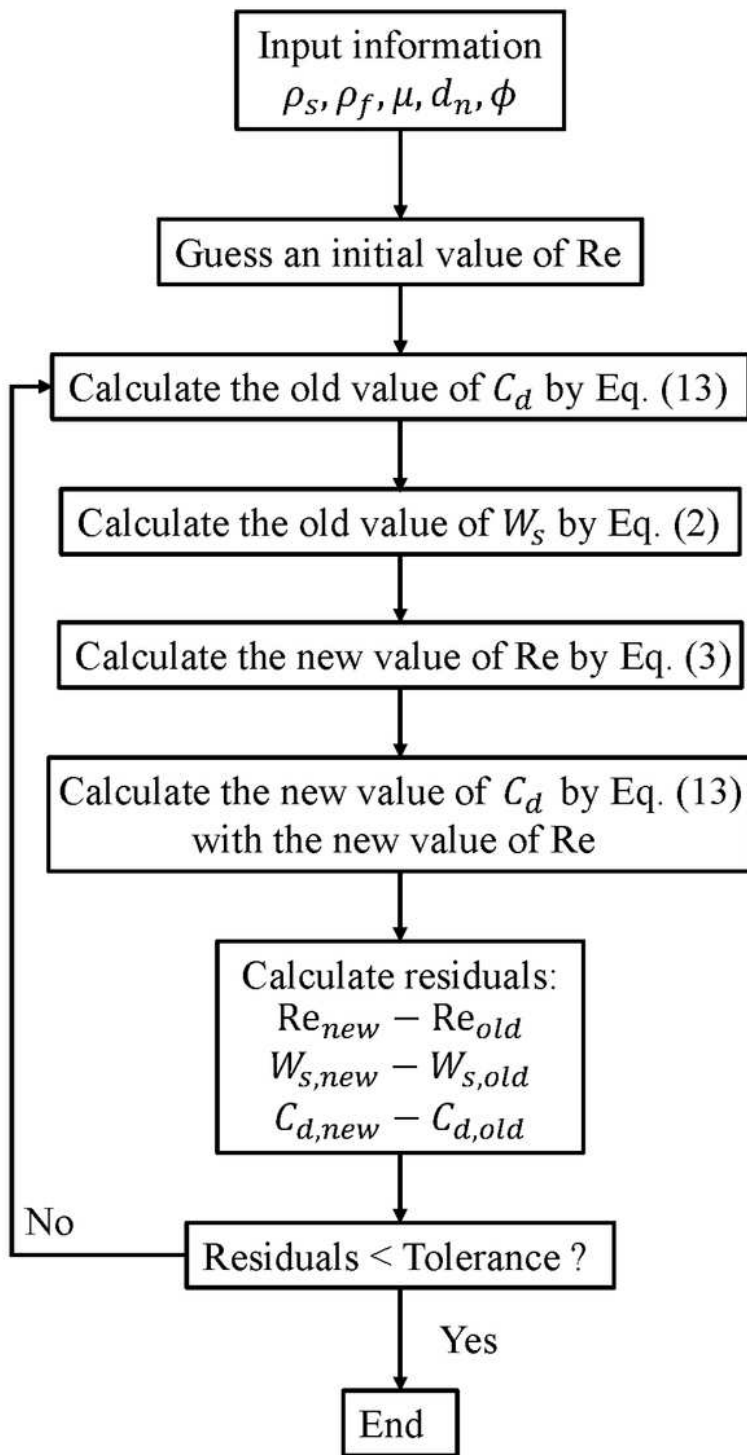 Input information
ρ_s, ρ_f, μ, d_n, ϕ
Guess an initial value of Re
Calculate the old value of C_d by Eq. (13)
Calculate the old value of W_s by Eq. (2)
Calculate the new value of Re by Eq. (3)
Calculate the new value of C_d by Eq. (13)
with the new value of Re
Calculate residuals:
Re_new − Re_old
W_s,new − W_s,old
C_d,new − C_d,old
No
Residuals < Tolerance ?
Yes
End